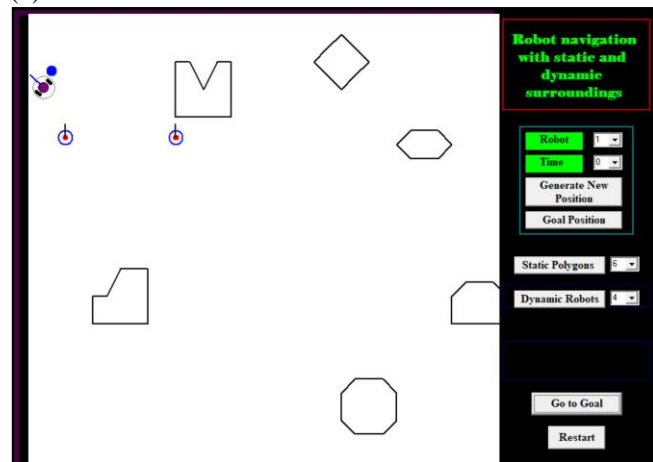 Robot navigation
with static and
dynamic
surroundings
Robot 1
Time 0
Generate New
Position
Goal Position
Static Polygons 6
Dynamic Robots 4
Go to Goal
Restart